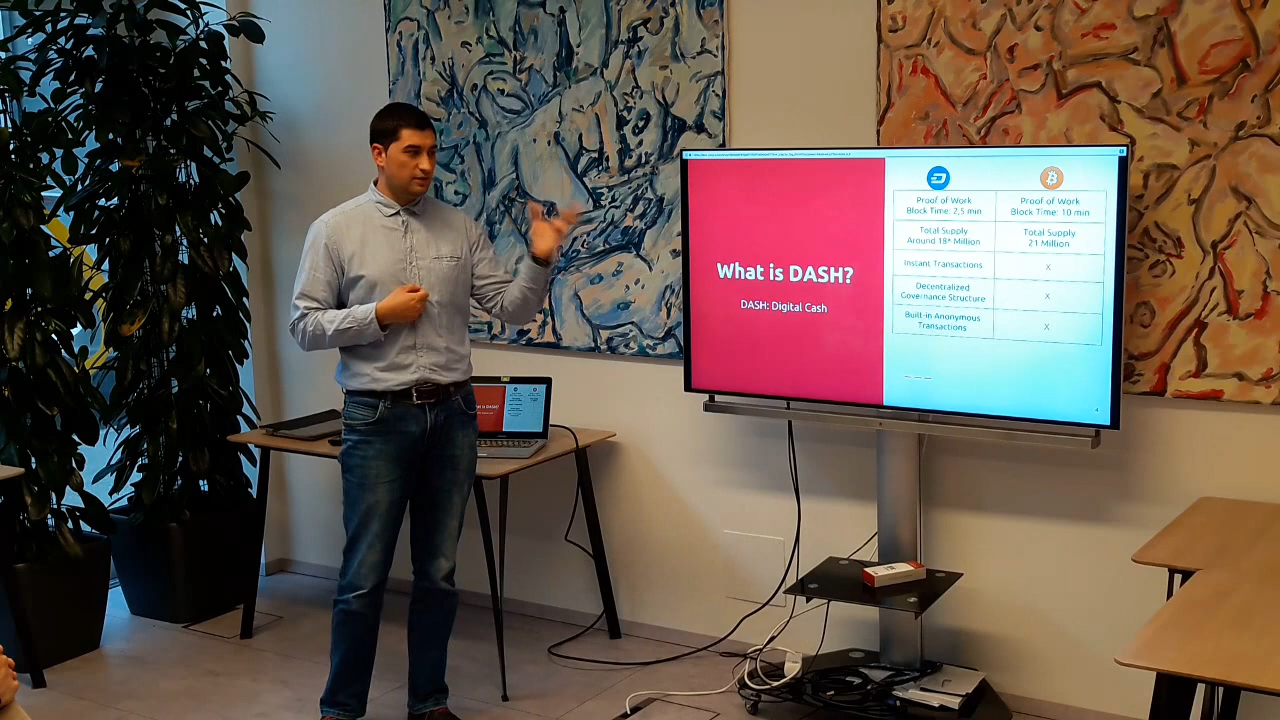 What is DASH?
DASH: Digital Cash
Proof of Work
Block Time: 2,5 min
Proof of Work
Block Time: 10 min
Total Supply
Around 18* Million
Total Supply
21 Million
Instant Transactions
X
Decentralized
Governance Structure
X
Built-in Anonymous
Transactions
X
4